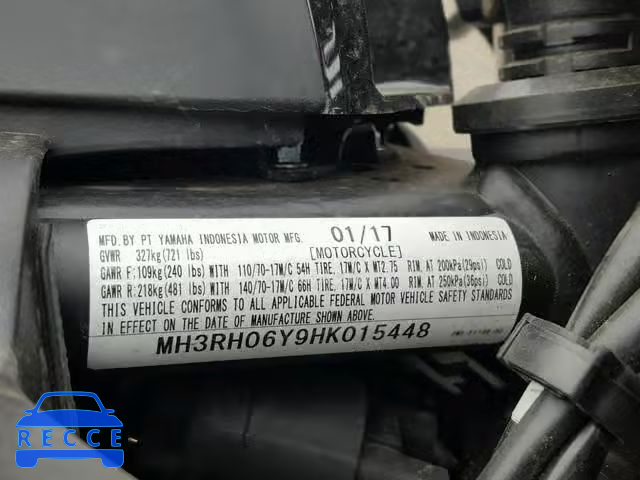 MFD.BY PT YAMAHA INDONESIA MOTOR MFG. 01/17 MADE IN INDONESIA
GVWR 327kg(721 lbs) [MOTORCYCLE]
GAWR F:109kg(240 lbs)WITH 110/70-17M/C 54H TIRE, 17M/C X MT2.75 RIM, AT 200kPa(29psi) COLD
GAWR R:218kg(481 lbs)WITH 140/70-17M/C 66H TIRE, 17M/C X MT4.00 RIM, AT 250kPa(36psi) COLD
THIS VEHICLE CONFORMS TO ALL APPLICABLE FEDERAL MOTOR VEHICLE SAFETY STANDARDS
IN EFFECT ON THE DATE OF MANUFACTURE SHOWN ABOVE.
MH3RH06Y9HK015448
RECCE